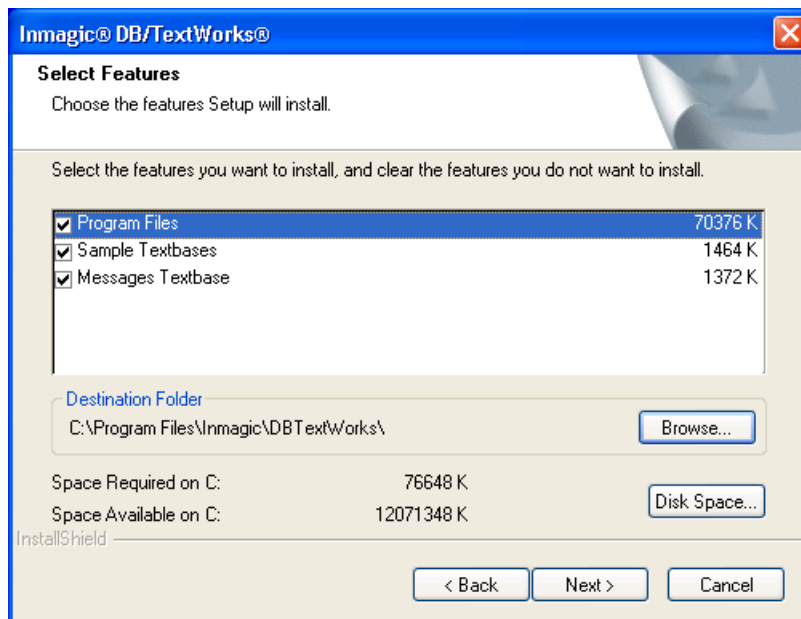 Inmagic® DB/TextWorks®
Select Features
Choose the features Setup will install.
Select the features you want to install, and clear the features you do not want to install.
Program Files 70376 K
Sample Textbases 1464 K
Messages Textbase 1372 K
Destination Folder
C:\Program Files\Inmagic\DBTextWorks\ Browse...
Space Required on C: 76648 K
Space Available on C: 12071348 K
Disk Space...
InstallShield
< Back Next > Cancel